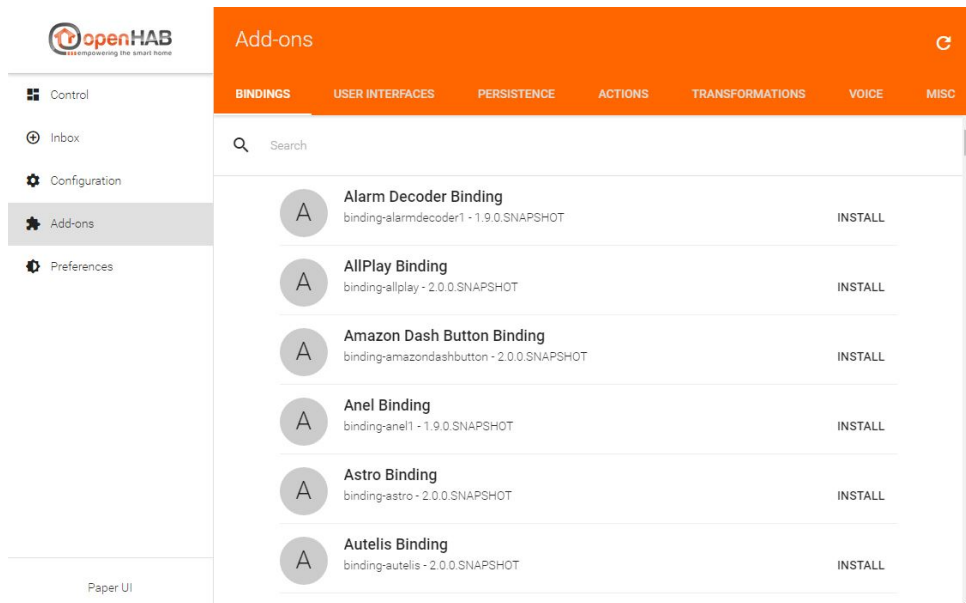 openHAB
empowering the smart home
Control
Inbox
Configuration
Add-ons
Preferences
Paper UI
Add-ons
BINDINGS USER INTERFACES PERSISTENCE ACTIONS TRANSFORMATIONS VOICE MISC
Search
A
Alarm Decoder Binding
binding-alarmdecoder1 - 1.9.0.SNAPSHOT
INSTALL
A
AllPlay Binding
binding-allplay - 2.0.0.SNAPSHOT
INSTALL
A
Amazon Dash Button Binding
binding-amazondashbutton - 2.0.0.SNAPSHOT
INSTALL
A
Anel Binding
binding-anel1 - 1.9.0.SNAPSHOT
INSTALL
A
Astro Binding
binding-astro - 2.0.0.SNAPSHOT
INSTALL
A
Autelis Binding
binding-autelis - 2.0.0.SNAPSHOT
INSTALL